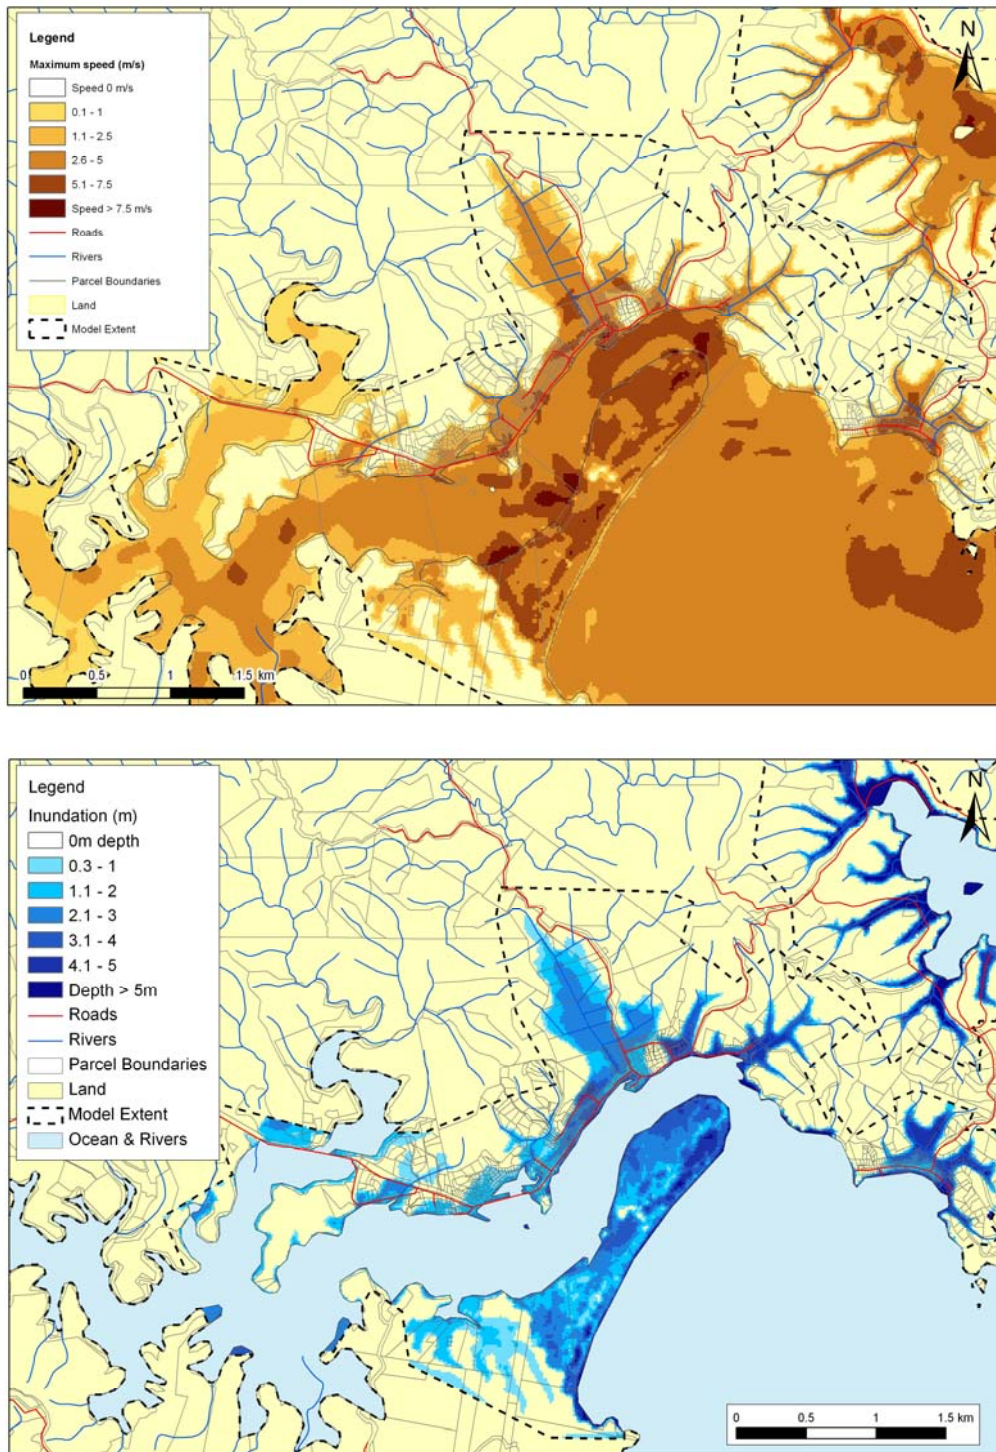 Legend
Maximum speed (m/s)
Speed 0 m/s
0.1 - 1
1.1 - 2.5
2.6 - 5
5.1 - 7.5
Speed > 7.5 m/s
Roads
Rivers
Parcel Boundaries
Land
Model Extent
N
0 0.5 1 1.5 km
Legend
Inundation (m)
0m depth
0.3 - 1
1.1 - 2
2.1 - 3
3.1 - 4
4.1 - 5
Depth > 5m
Roads
Rivers
Parcel Boundaries
Land
Model Extent
Ocean & Rivers
N
0 0.5 1 1.5 km